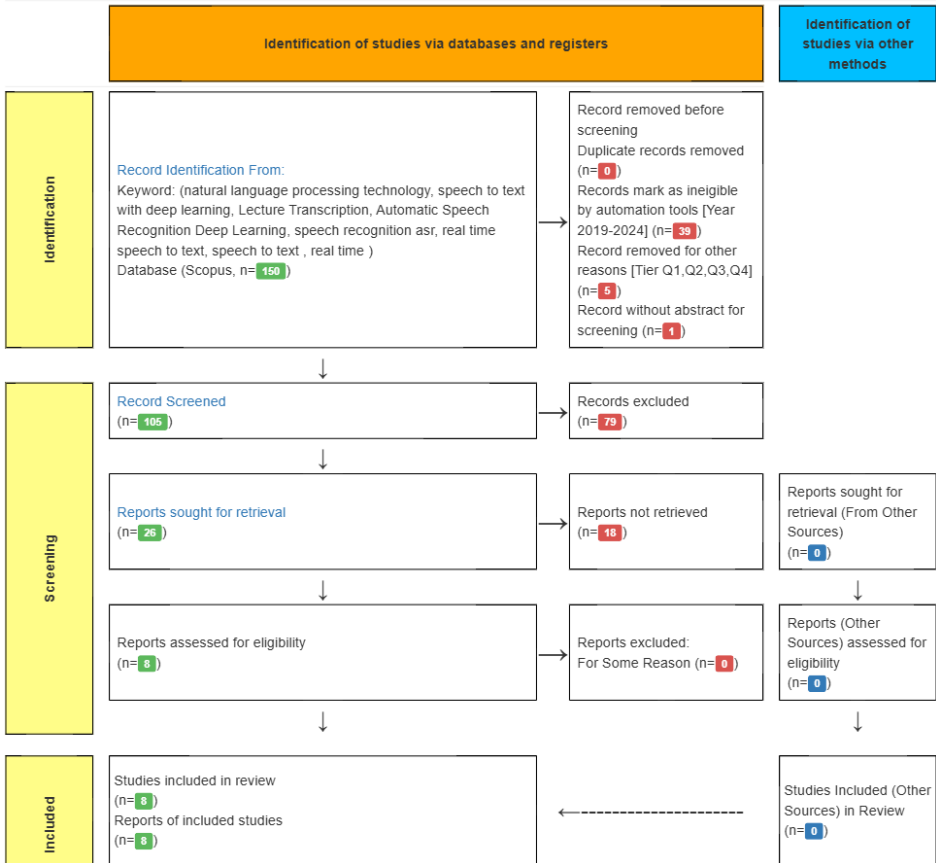 Identification of studies via databases and registers
Identification of
studies via other
methods
Identification
Record Identification From:
Keyword: (natural language processing technology, speech to text
with deep learning, Lecture Transcription, Automatic Speech
Recognition Deep Learning, speech recognition asr, real time
speech to text, speech to text , real time )
Database (Scopus, n=150)
Record removed before
screening
Duplicate records removed
(n=0)
Records mark as ineigible
by automation tools [Year
2019-2024] (n=39)
Record removed for other
reasons [Tier Q1,Q2,Q3,Q4]
(n=5)
Record without abstract for
screening (n=1)
Screening
Record Screened
(n=105)
Records excluded
(n=79)
Reports sought for retrieval
(n=26)
Reports not retrieved
(n=18)
Reports sought for
retrieval (From Other
Sources)
(n=0)
Reports assessed for eligibility
(n=8)
Reports excluded:
For Some Reason (n=0)
Reports (Other
Sources) assessed for
eligibility
(n=0)
Included
Studies included in review
(n=8)
Reports of included studies
(n=8)
Studies Included (Other
Sources) in Review
(n=0)